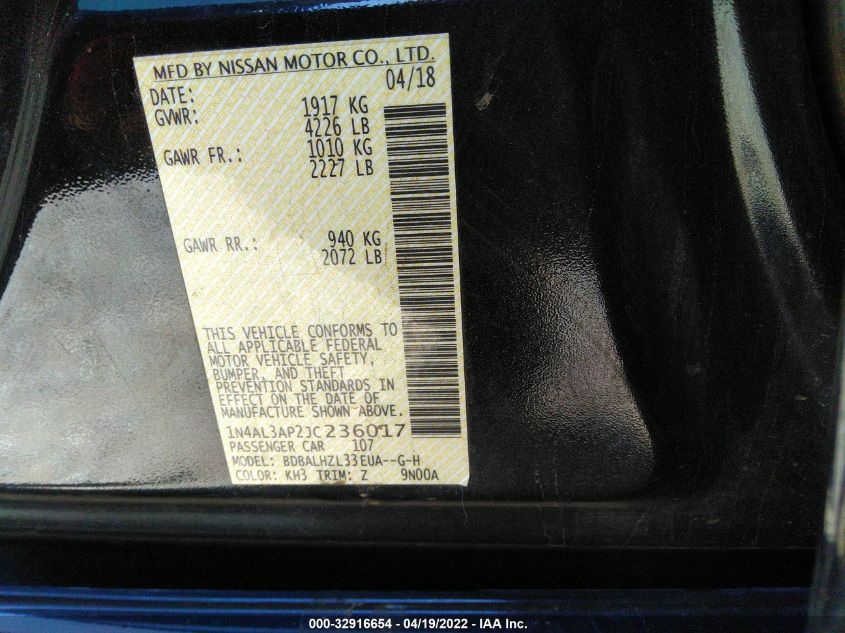 MFD BY NISSAN MOTOR CO., LTD.
DATE: 04/18
GVWR: 1917 KG
4226 LB
GAWR FR.: 1010 KG
2227 LB
GAWR RR.: 940 KG
2072 LB
THIS VEHICLE CONFORMS TO
ALL APPLICABLE FEDERAL
MOTOR VEHICLE SAFETY,
BUMPER, AND THEFT
PREVENTION STANDARDS IN
EFFECT ON THE DATE OF
MANUFACTURE SHOWN ABOVE.
1N4AL3AP2JC236017
PASSENGER CAR 107
MODEL: BDBALHZL33EUA--G-H
COLOR: KH3 TRIM: Z 9N00A
000-32916654 - 04/19/2022 - IAA Inc.